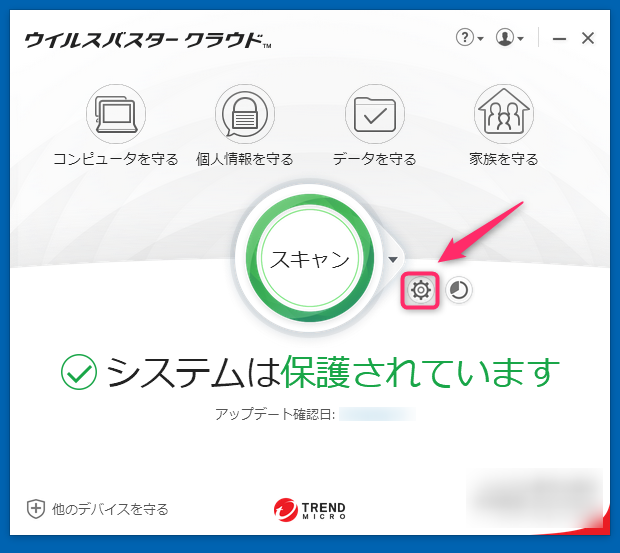 ウイルスバスター クラウド™
コンピュータを守る
個人情報を守る
データを守る
家族を守る
スキャン
システムは保護されています
アップデート確認日:
他のデバイスを守る
TREND
MICRO